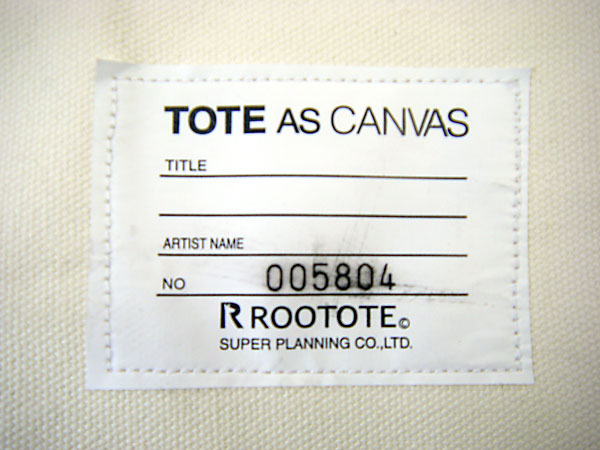 TOTE AS CANVAS
TITLE
ARTIST NAME
NO 005804
R ROOTOTE©
SUPER PLANNING CO.,LTD.